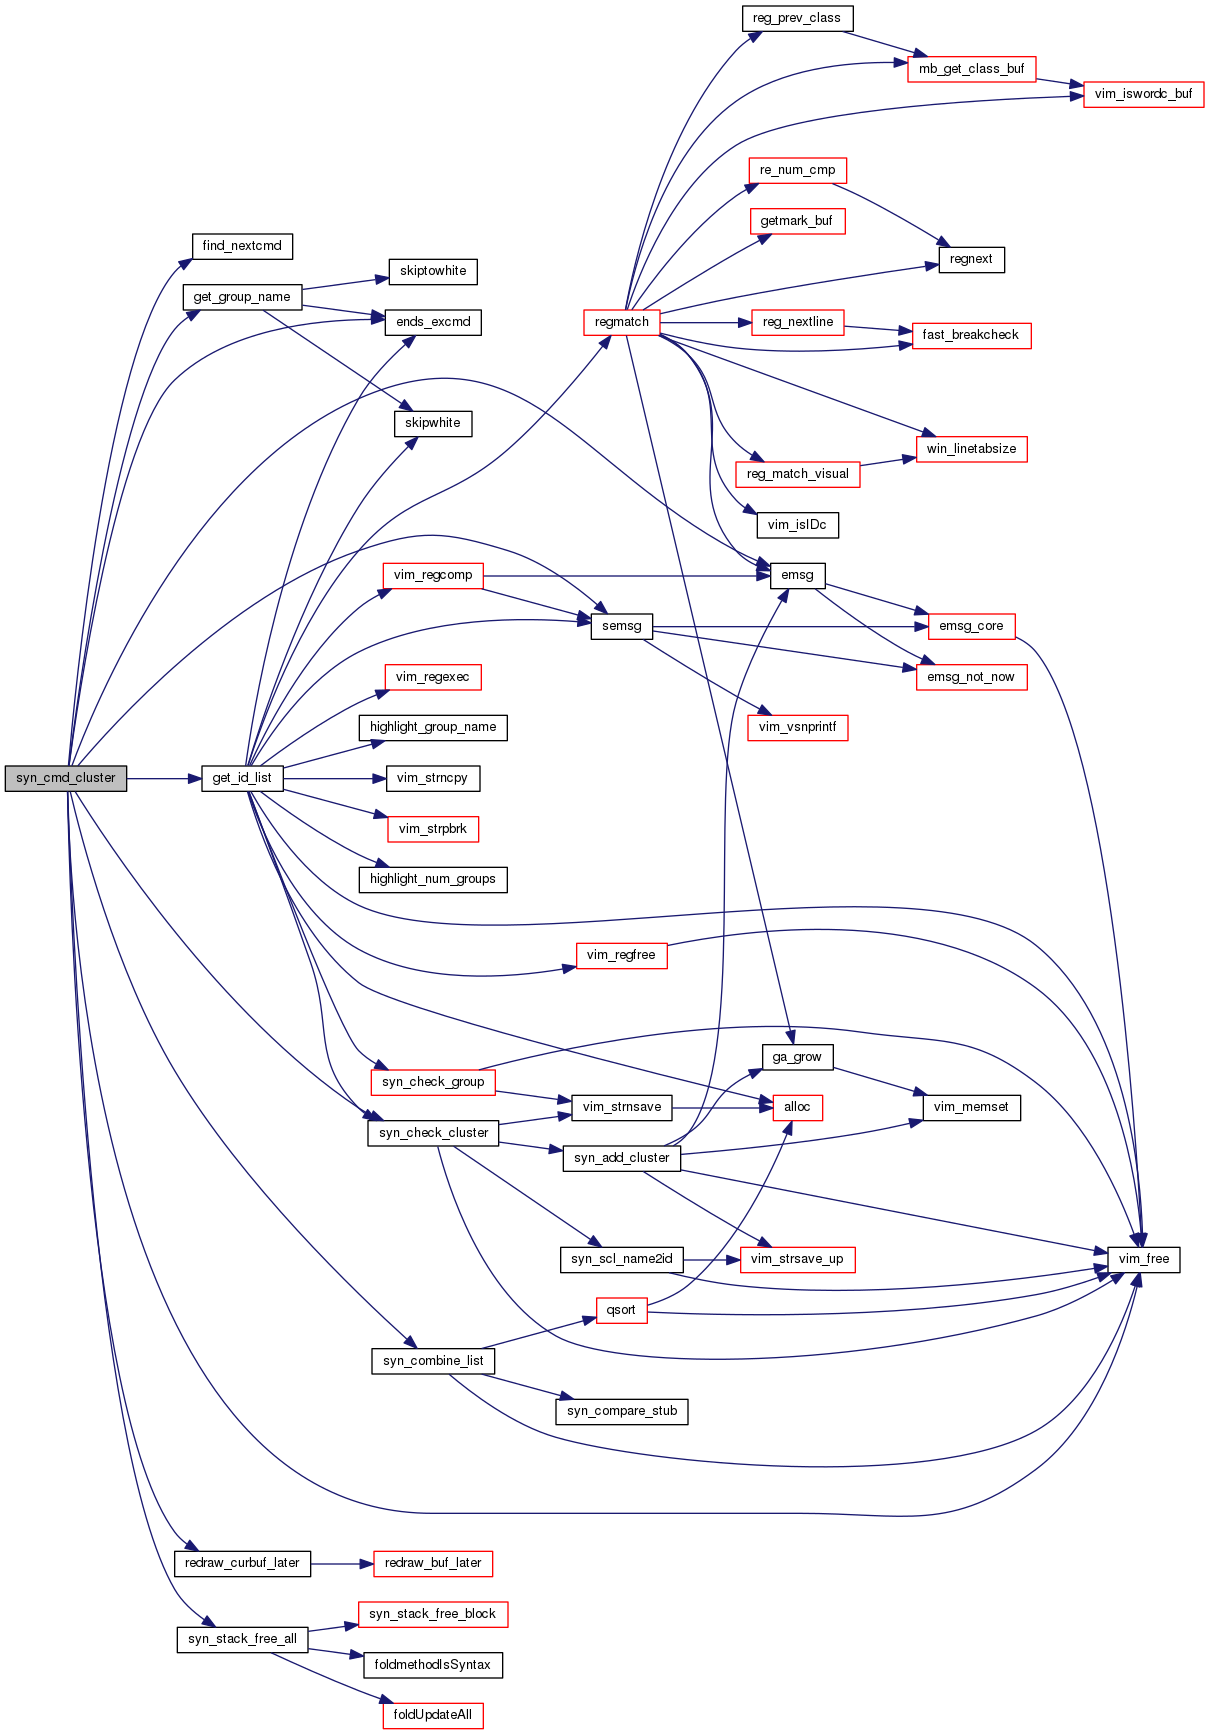 reg_prev_class
mb_get_class_buf
vim_iswordc_buf
re_num_cmp
getmark_buf
find_nextcmd
regnext
skiptowhite
get_group_name
ends_excmd
regmatch
reg_nextline
fast_breakcheck
skipwhite
win_linetabsize
reg_match_visual
vim_isIDc
vim_regcomp
emsg
semsg
emsg_core
vim_regexec
emsg_not_now
highlight_group_name
vim_vsnprintf
syn_cmd_cluster
get_id_list
vim_strncpy
vim_strpbrk
highlight_num_groups
vim_regfree
ga_grow
syn_check_group
vim_strnsave
alloc
vim_memset
syn_check_cluster
syn_add_cluster
syn_scl_name2id
vim_strsave_up
vim_free
qsort
syn_combine_list
syn_compare_stub
redraw_curbuf_later
redraw_buf_later
syn_stack_free_block
syn_stack_free_all
foldmethodIsSyntax
foldUpdateAll